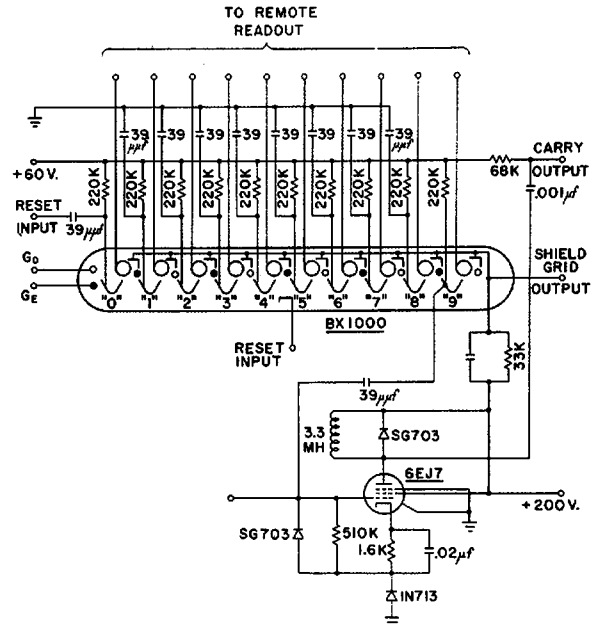 TO REMOTE
READOUT
39 μμf 39 39 39 39 39 39 39 μμf
CARRY
OUTPUT
+60V.
68K
220K 220K 220K 220K 220K 220K 220K 220K 220K 220K
.001μf
RESET
INPUT
39μμf
SHIELD
GRID
OUTPUT
GO
GE
"0" "1" "2" "3" "4" "5" "6" "7" "8" "9"
BX1000
RESET
INPUT
33K
39μμf
3.3
MH
SG703
6EJ7
+200V.
SG703
510K
1.6K
.02μf
IN713